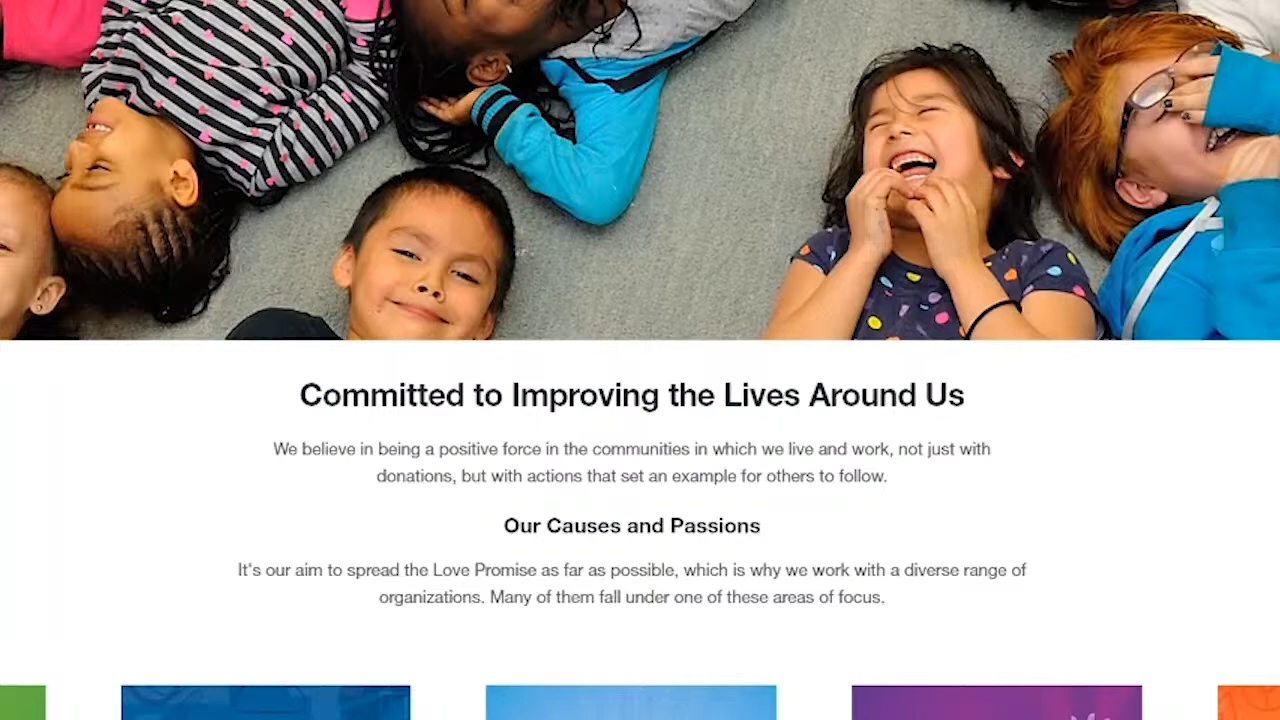 Committed to Improving the Lives Around Us
We believe in being a positive force in the communities in which we live and work, not just with
donations, but with actions that set an example for others to follow.
Our Causes and Passions
It's our aim to spread the Love Promise as far as possible, which is why we work with a diverse range of
organizations. Many of them fall under one of these areas of focus.